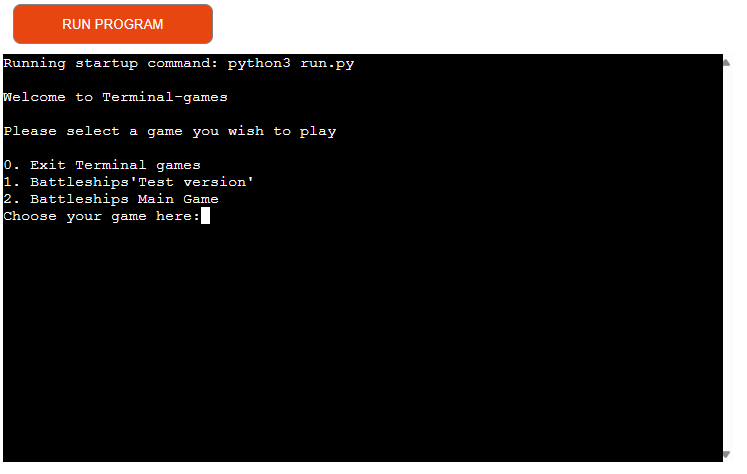 RUN PROGRAM
Running startup command: python3 run.py
Welcome to Terminal-games
Please select a game you wish to play
0. Exit Terminal games
1. Battleships'Test version'
2. Battleships Main Game
Choose your game here: